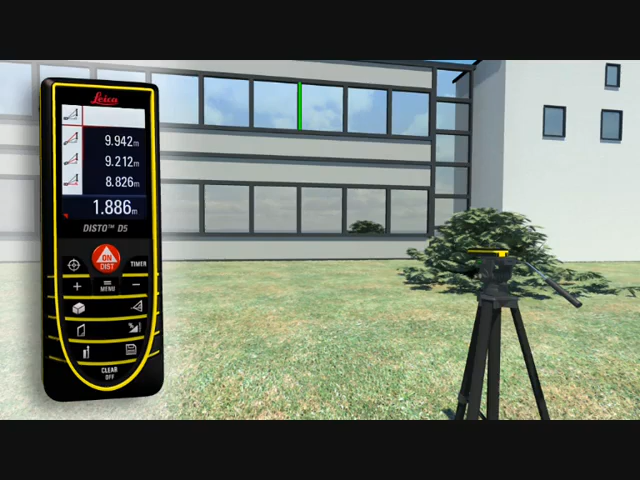 Leica
9.942m
9.212m
8.826m
1.886m
DISTO™ D5
ON
DIST
TIMER
+
MENU
−
CLEAR
OFF